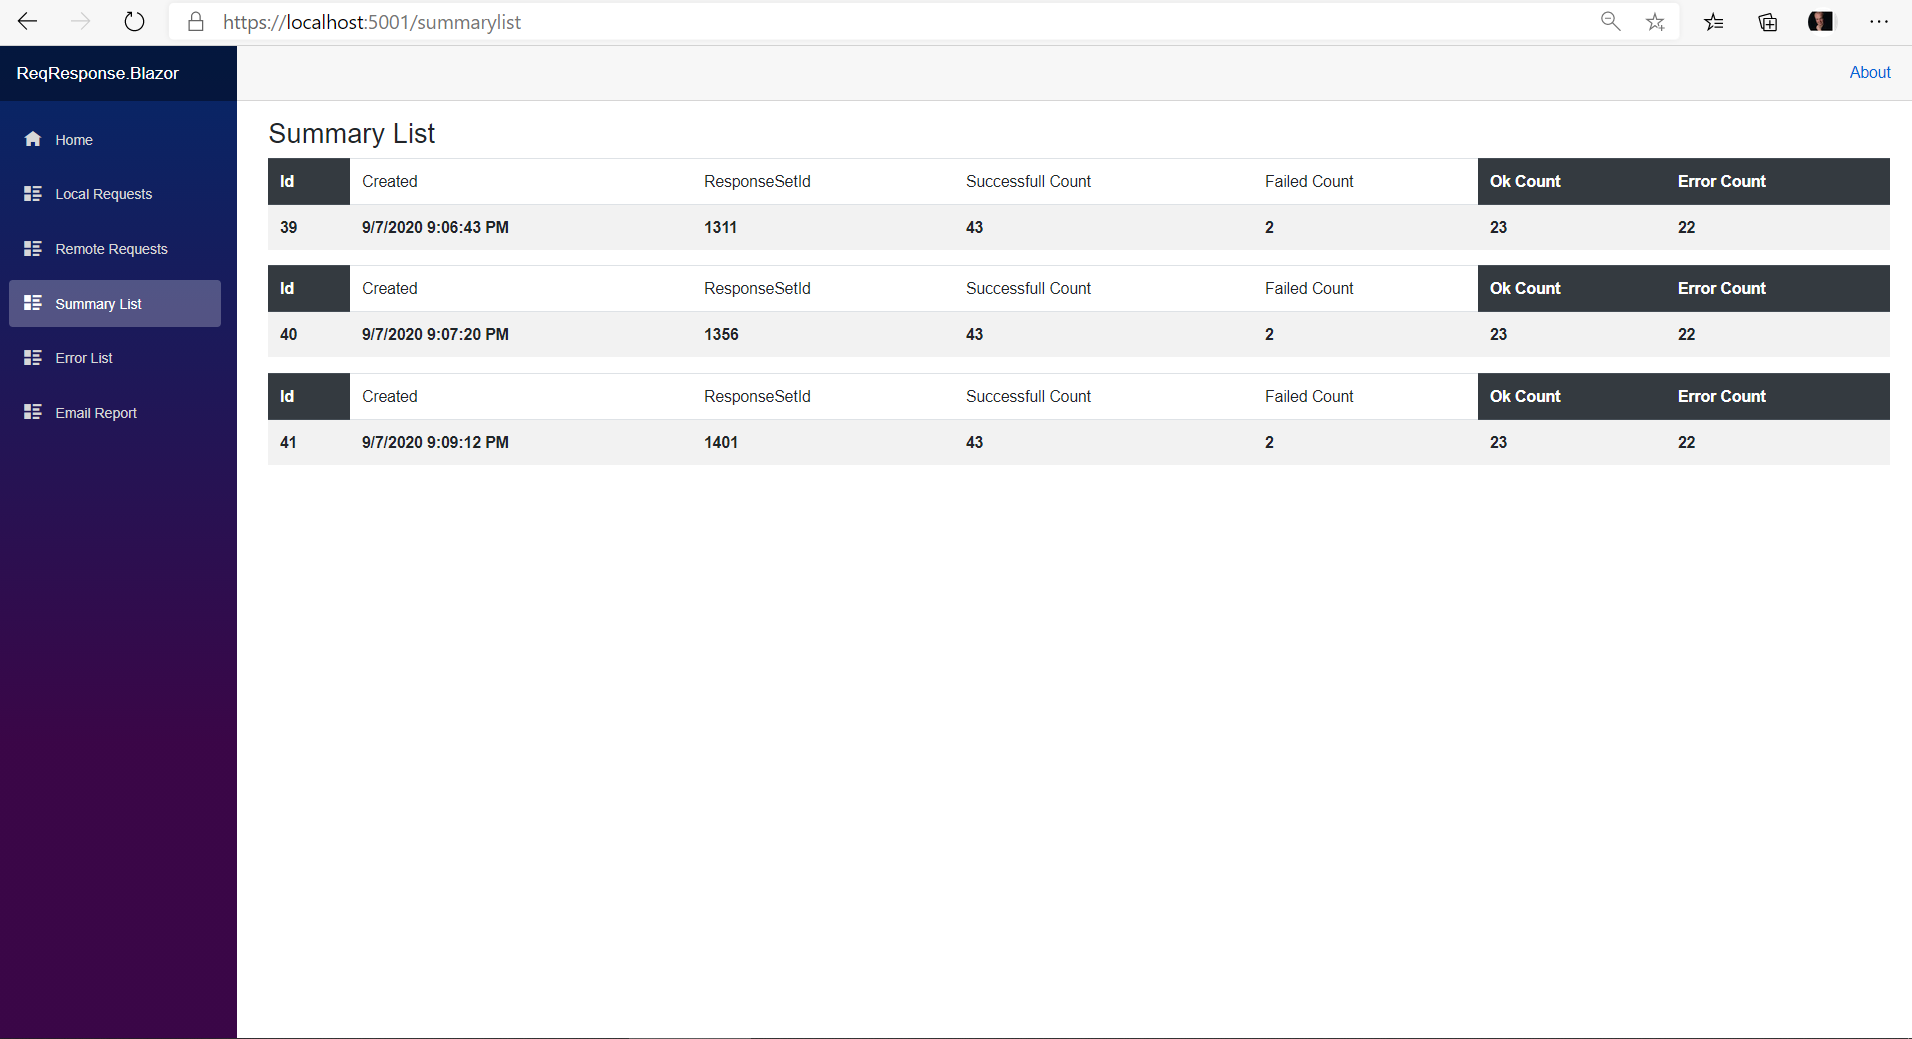 https://localhost:5001/summarylist
ReqResponse.Blazor
About
Home
Local Requests
Remote Requests
Summary List
Error List
Email Report
Summary List
Id Created ResponseSetId Successfull Count Failed Count Ok Count Error Count
39 9/7/2020 9:06:43 PM 1311 43 2 23 22
Id Created ResponseSetId Successfull Count Failed Count Ok Count Error Count
40 9/7/2020 9:07:20 PM 1356 43 2 23 22
Id Created ResponseSetId Successfull Count Failed Count Ok Count Error Count
41 9/7/2020 9:09:12 PM 1401 43 2 23 22